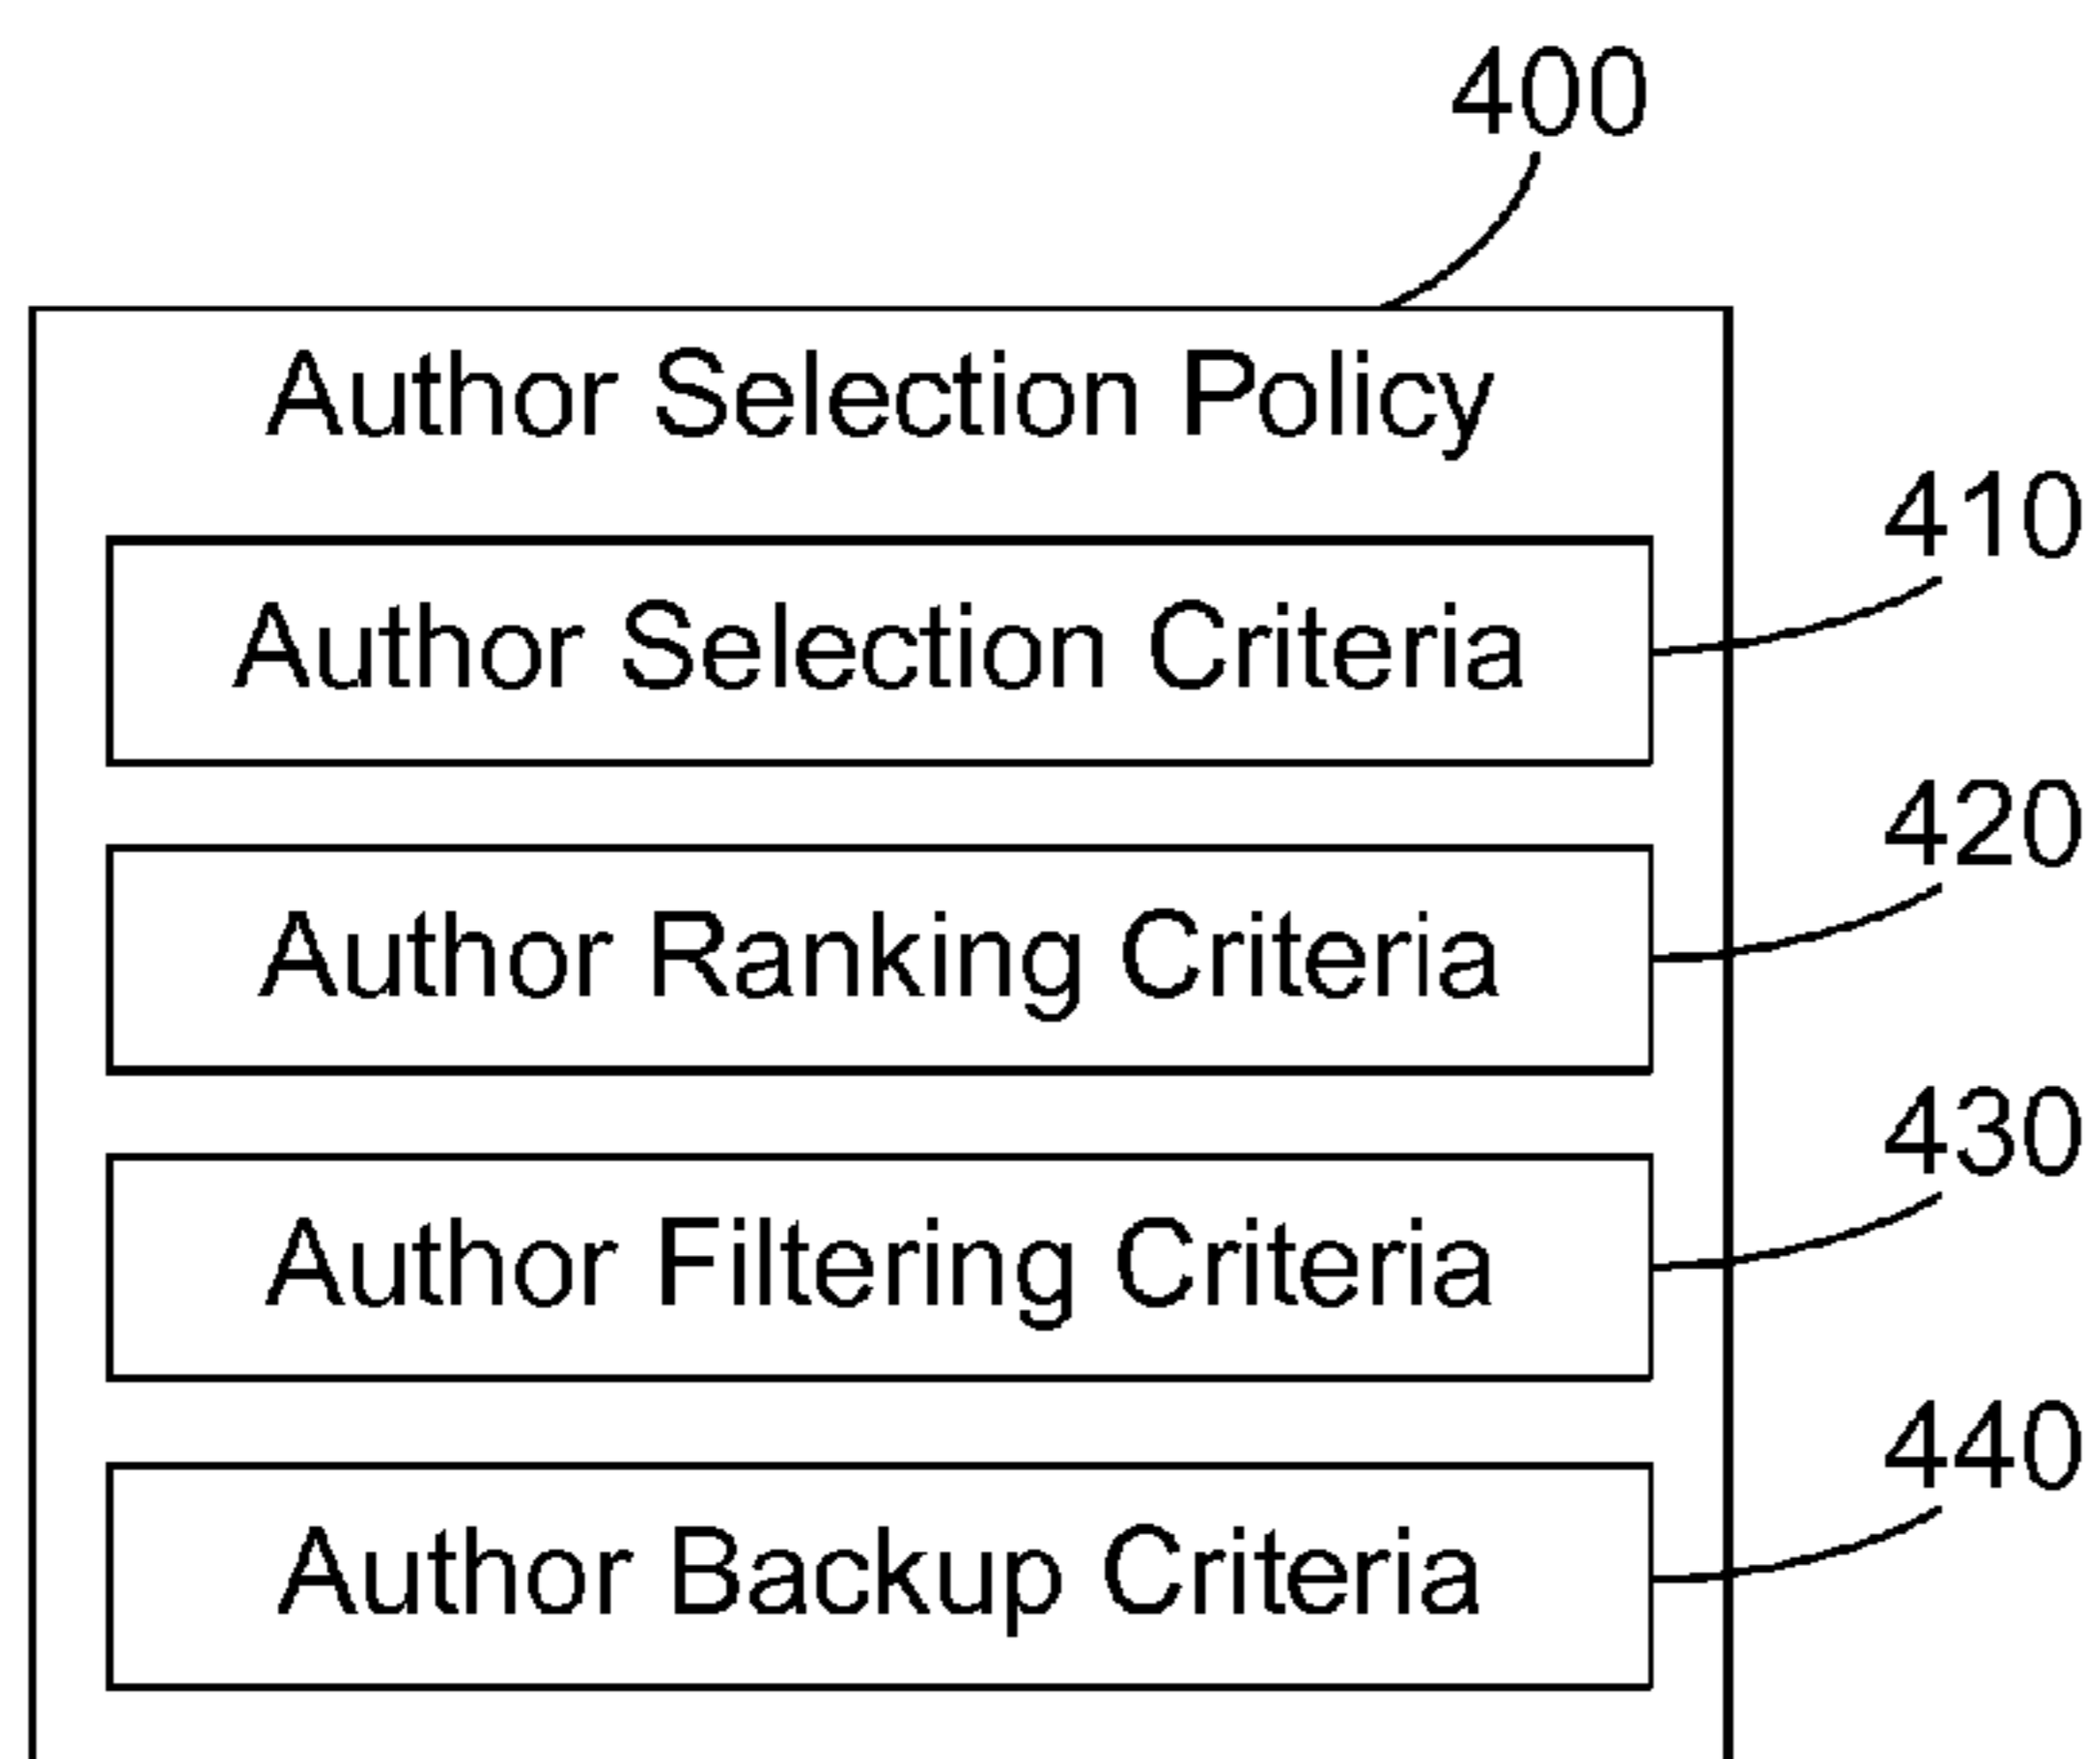 400
Author Selection Policy
410
Author Selection Criteria
420
Author Ranking Criteria
430
Author Filtering Criteria
440
Author Backup Criteria